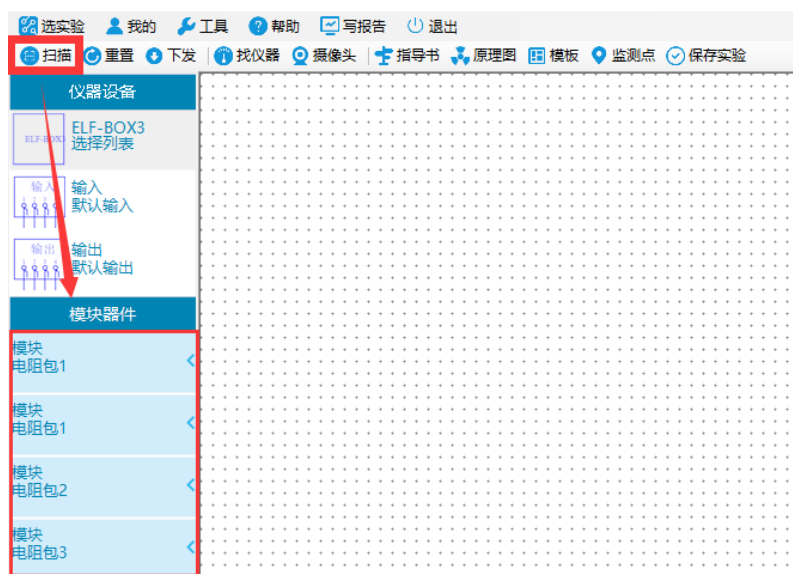 选实验 我的 工具 帮助 写报告 退出
扫描 重置 下发 找仪器 摄像头 指导书 原理图 模板 监测点 保存实验
仪器设备
ELF-BOX3
ELF-BOX3
选择列表
输入
输入
默认输入
输出
1 2 3 4
输出
默认输出
模块器件
模块
电阻包1
模块
电阻包1
模块
电阻包2
模块
电阻包3